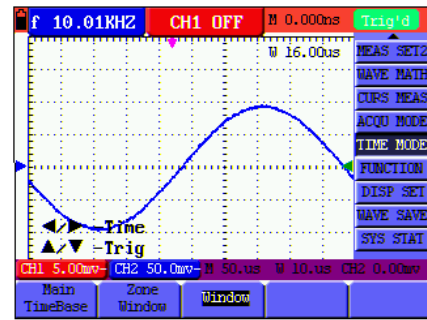 f 10.01KHZ CH1 OFF M 0.000ns Trig'd
W 16.00us
MEAS SET2
WAVE MATH
CURS MEAS
ACQU MODE
TIME MODE
FUNCTION
DISP SET
WAVE SAVE
SYS STAT
◄/► -Time
▲/▼ -Trig
CH1 5.00mv- CH2 50.0mv- M 50.us W 10.us CH2 0.00mv
Main TimeBase
Zone Window
Window